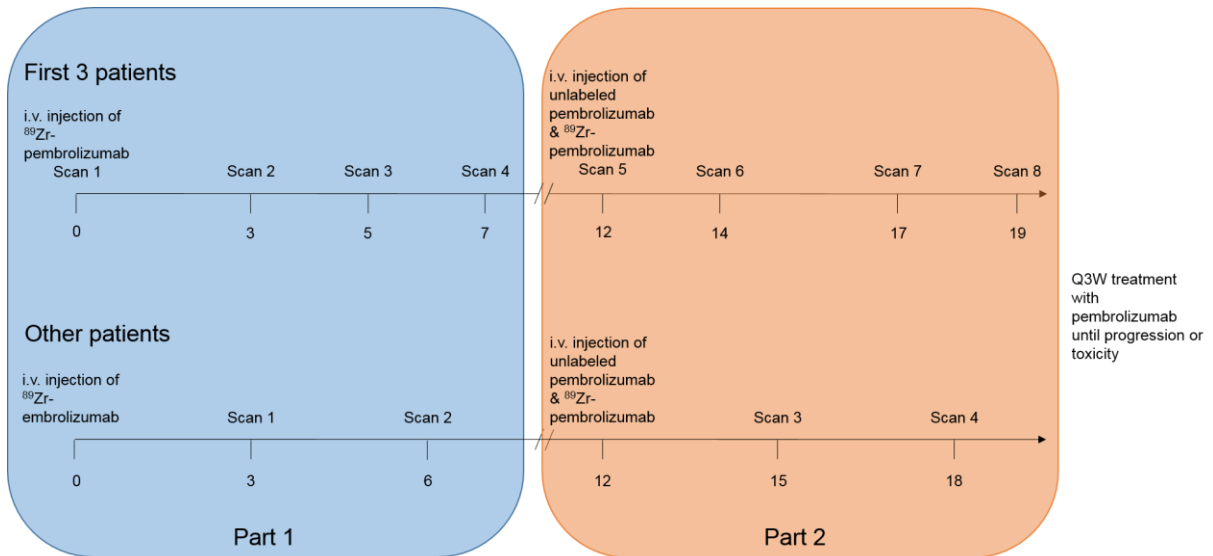 First 3 patients
i.v. injection of
⁸⁹Zr-
pembrolizumab
Scan 1
Scan 2
Scan 3
Scan 4
0
3
5
7
i.v. injection of
unlabeled
pembrolizumab
& ⁸⁹Zr-
pembrolizumab
Scan 5
Scan 6
Scan 7
Scan 8
12
14
17
19
Other patients
i.v. injection of
⁸⁹Zr-
embrolizumab
Scan 1
Scan 2
0
3
6
i.v. injection of
unlabeled
pembrolizumab
& ⁸⁹Zr-
pembrolizumab
Scan 3
Scan 4
12
15
18
Part 1
Part 2
Q3W treatment
with
pembrolizumab
until progression or
toxicity